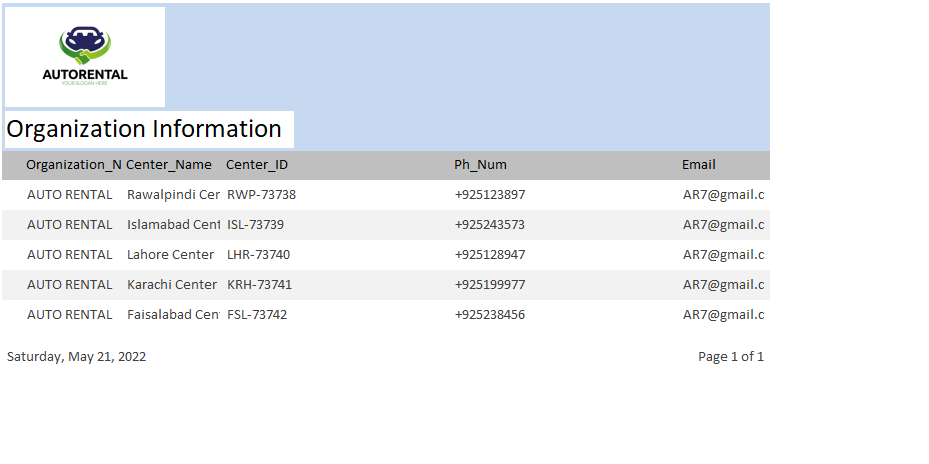 AUTORENTAL
YOUR SLOGAN HERE
Organization Information
Organization_N Center_Name Center_ID Ph_Num Email
AUTO RENTAL Rawalpindi Cer RWP-73738 +925123897 AR7@gmail.c
AUTO RENTAL Islamabad Cent ISL-73739 +925243573 AR7@gmail.c
AUTO RENTAL Lahore Center LHR-73740 +925128947 AR7@gmail.c
AUTO RENTAL Karachi Center KRH-73741 +925199977 AR7@gmail.c
AUTO RENTAL Faisalabad Cen FSL-73742 +925238456 AR7@gmail.c
Saturday, May 21, 2022 Page 1 of 1